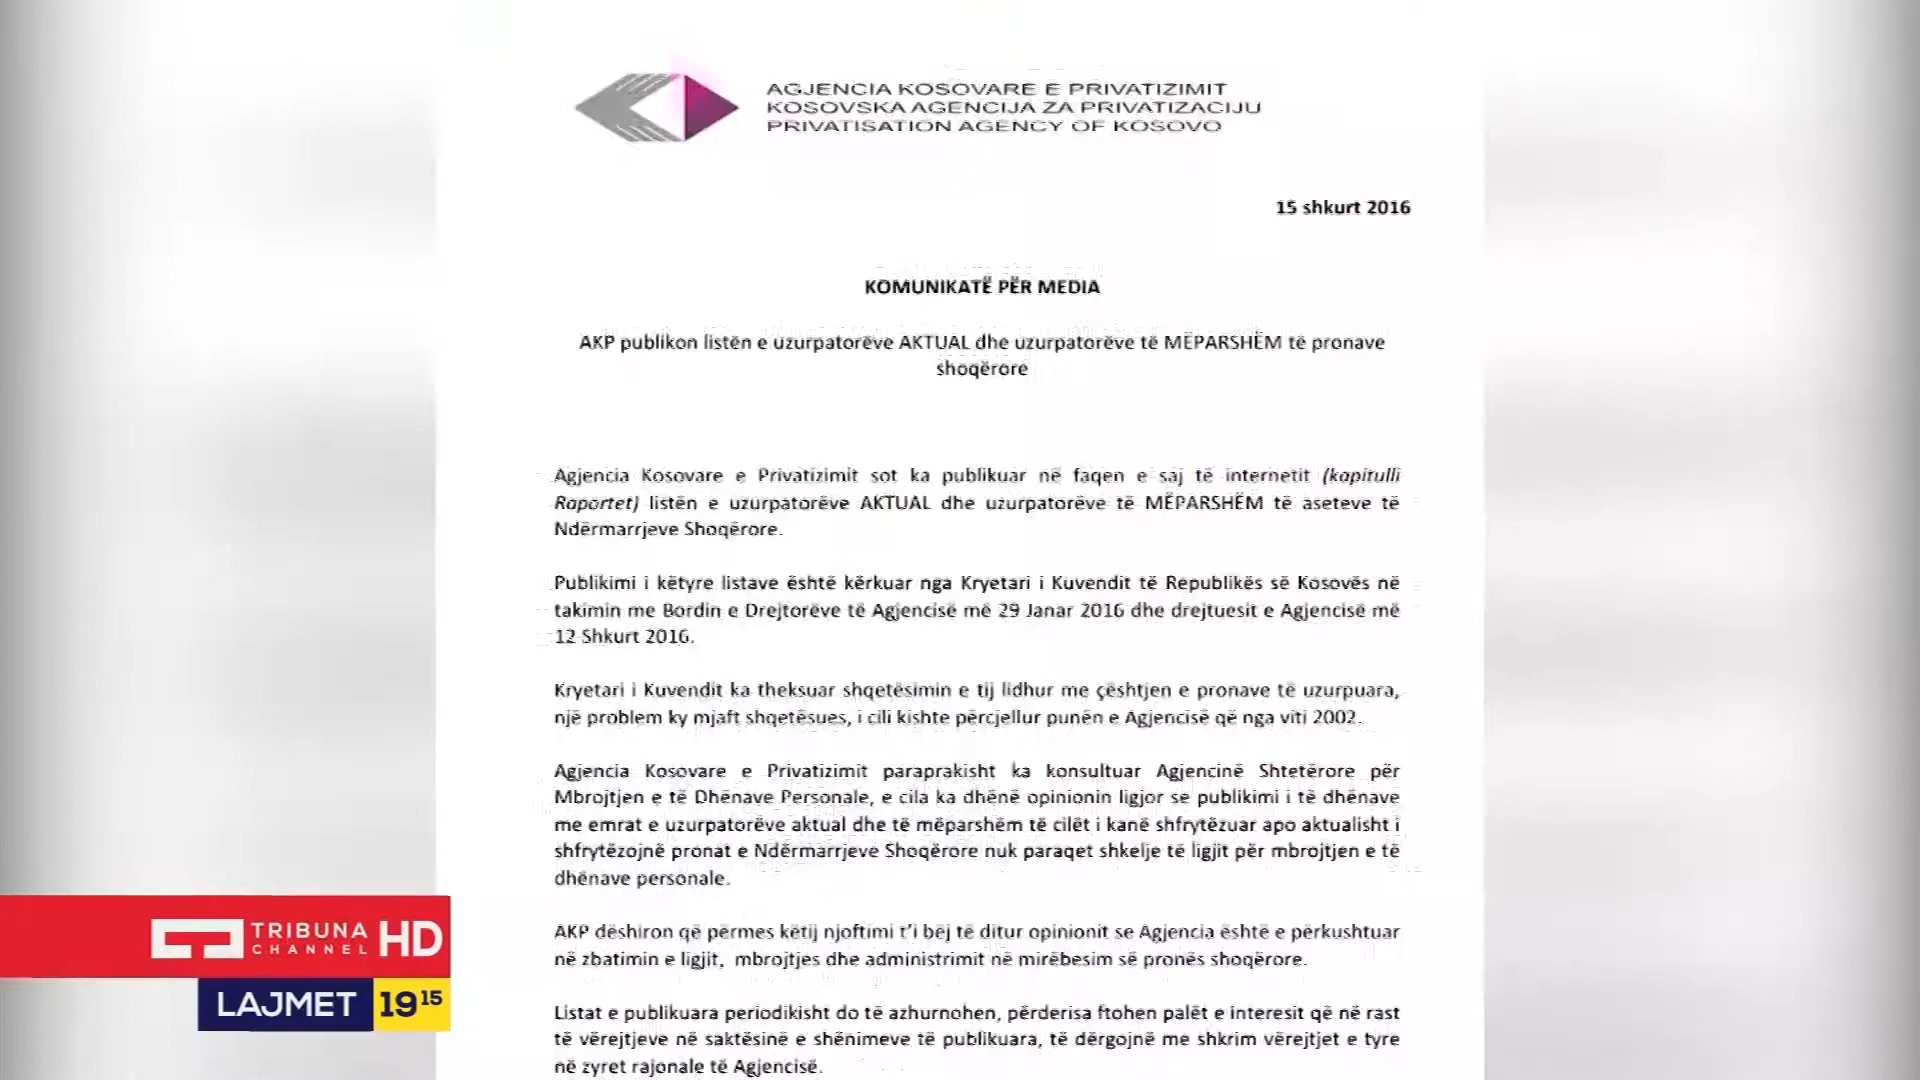 AGJENCIA KOSOVARE E PRIVATIZIMIT
KOSOVSKA AGENCIJA ZA PRIVATIZACIJU
PRIVATISATION AGENCY OF KOSOVO
15 shkurt 2016
KOMUNIKATË PËR MEDIA
AKP publikon listën e uzurpatorëve AKTUAL dhe uzurpatorëve të MËPARSHËM të pronave
shoqërore
Agjencia Kosovare e Privatizimit sot ka publikuar në faqen e saj të internetit (kapitulli
Raportet) listën e uzurpatorëve AKTUAL dhe uzurpatorëve të MËPARSHËM të aseteve të
Ndërmarrjeve Shoqërore.
Publikimi i këtyre listave është kërkuar nga Kryetari i Kuvendit të Republikës së Kosovës në
takimin me Bordin e Drejtorëve të Agjencisë më 29 Janar 2016 dhe drejtuesit e Agjencisë më
12 Shkurt 2016.
Kryetari i Kuvendit ka theksuar shqetësimin e tij lidhur me çështjen e pronave të uzurpuara,
një problem ky mjaft shqetësues, i cili kishte përcjellur punën e Agjencisë që nga viti 2002.
Agjencia Kosovare e Privatizimit paraprakisht ka konsultuar Agjencinë Shtetërore për
Mbrojtjen e të Dhënave Personale, e cila ka dhënë opinionin ligjor se publikimi i të dhënave
me emrat e uzurpatorëve aktual dhe të mëparshëm të cilët i kanë shfrytëzuar apo aktualisht i
shfrytëzojnë pronat e Ndërmarrjeve Shoqërore nuk paraqet shkelje të ligjit për mbrojtjen e të
dhënave personale.
AKP dëshiron që përmes këtij njoftimi t'i bëj të ditur opinionit se Agjencia është e përkushtuar
në zbatimin e ligjit, mbrojtjes dhe administrimit në mirëbesim së pronës shoqërore.
Listat e publikuara periodikisht do të azhurnohen, përderisa ftohen palët e interesit që në rast
të vërejtjeve në saktësinë e shënimeve të publikuara, të dërgojnë me shkrim vërejtjet e tyre
në zyret rajonale të Agjencisë.
TRIBUNA
CHANNEL
HD
LAJMET 19 15